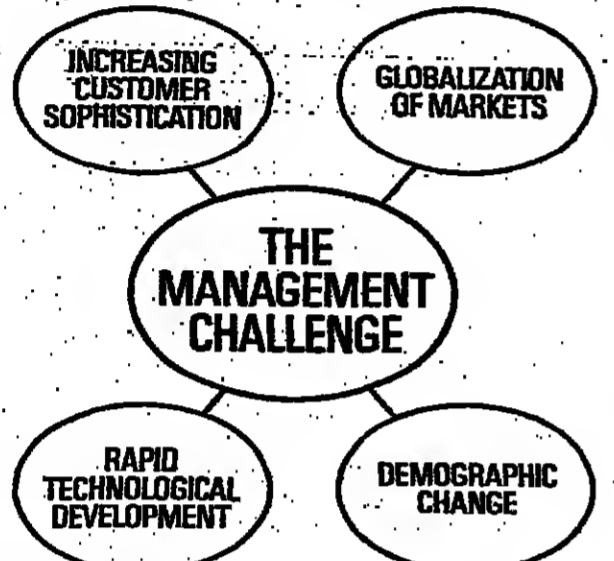 INCREASING
CUSTOMER
SOPHISTICATION
GLOBALIZATION
OF MARKETS
THE
MANAGEMENT
CHALLENGE
RAPID
TECHNOLOGICAL
DEVELOPMENT
DEMOGRAPHIC
CHANGE